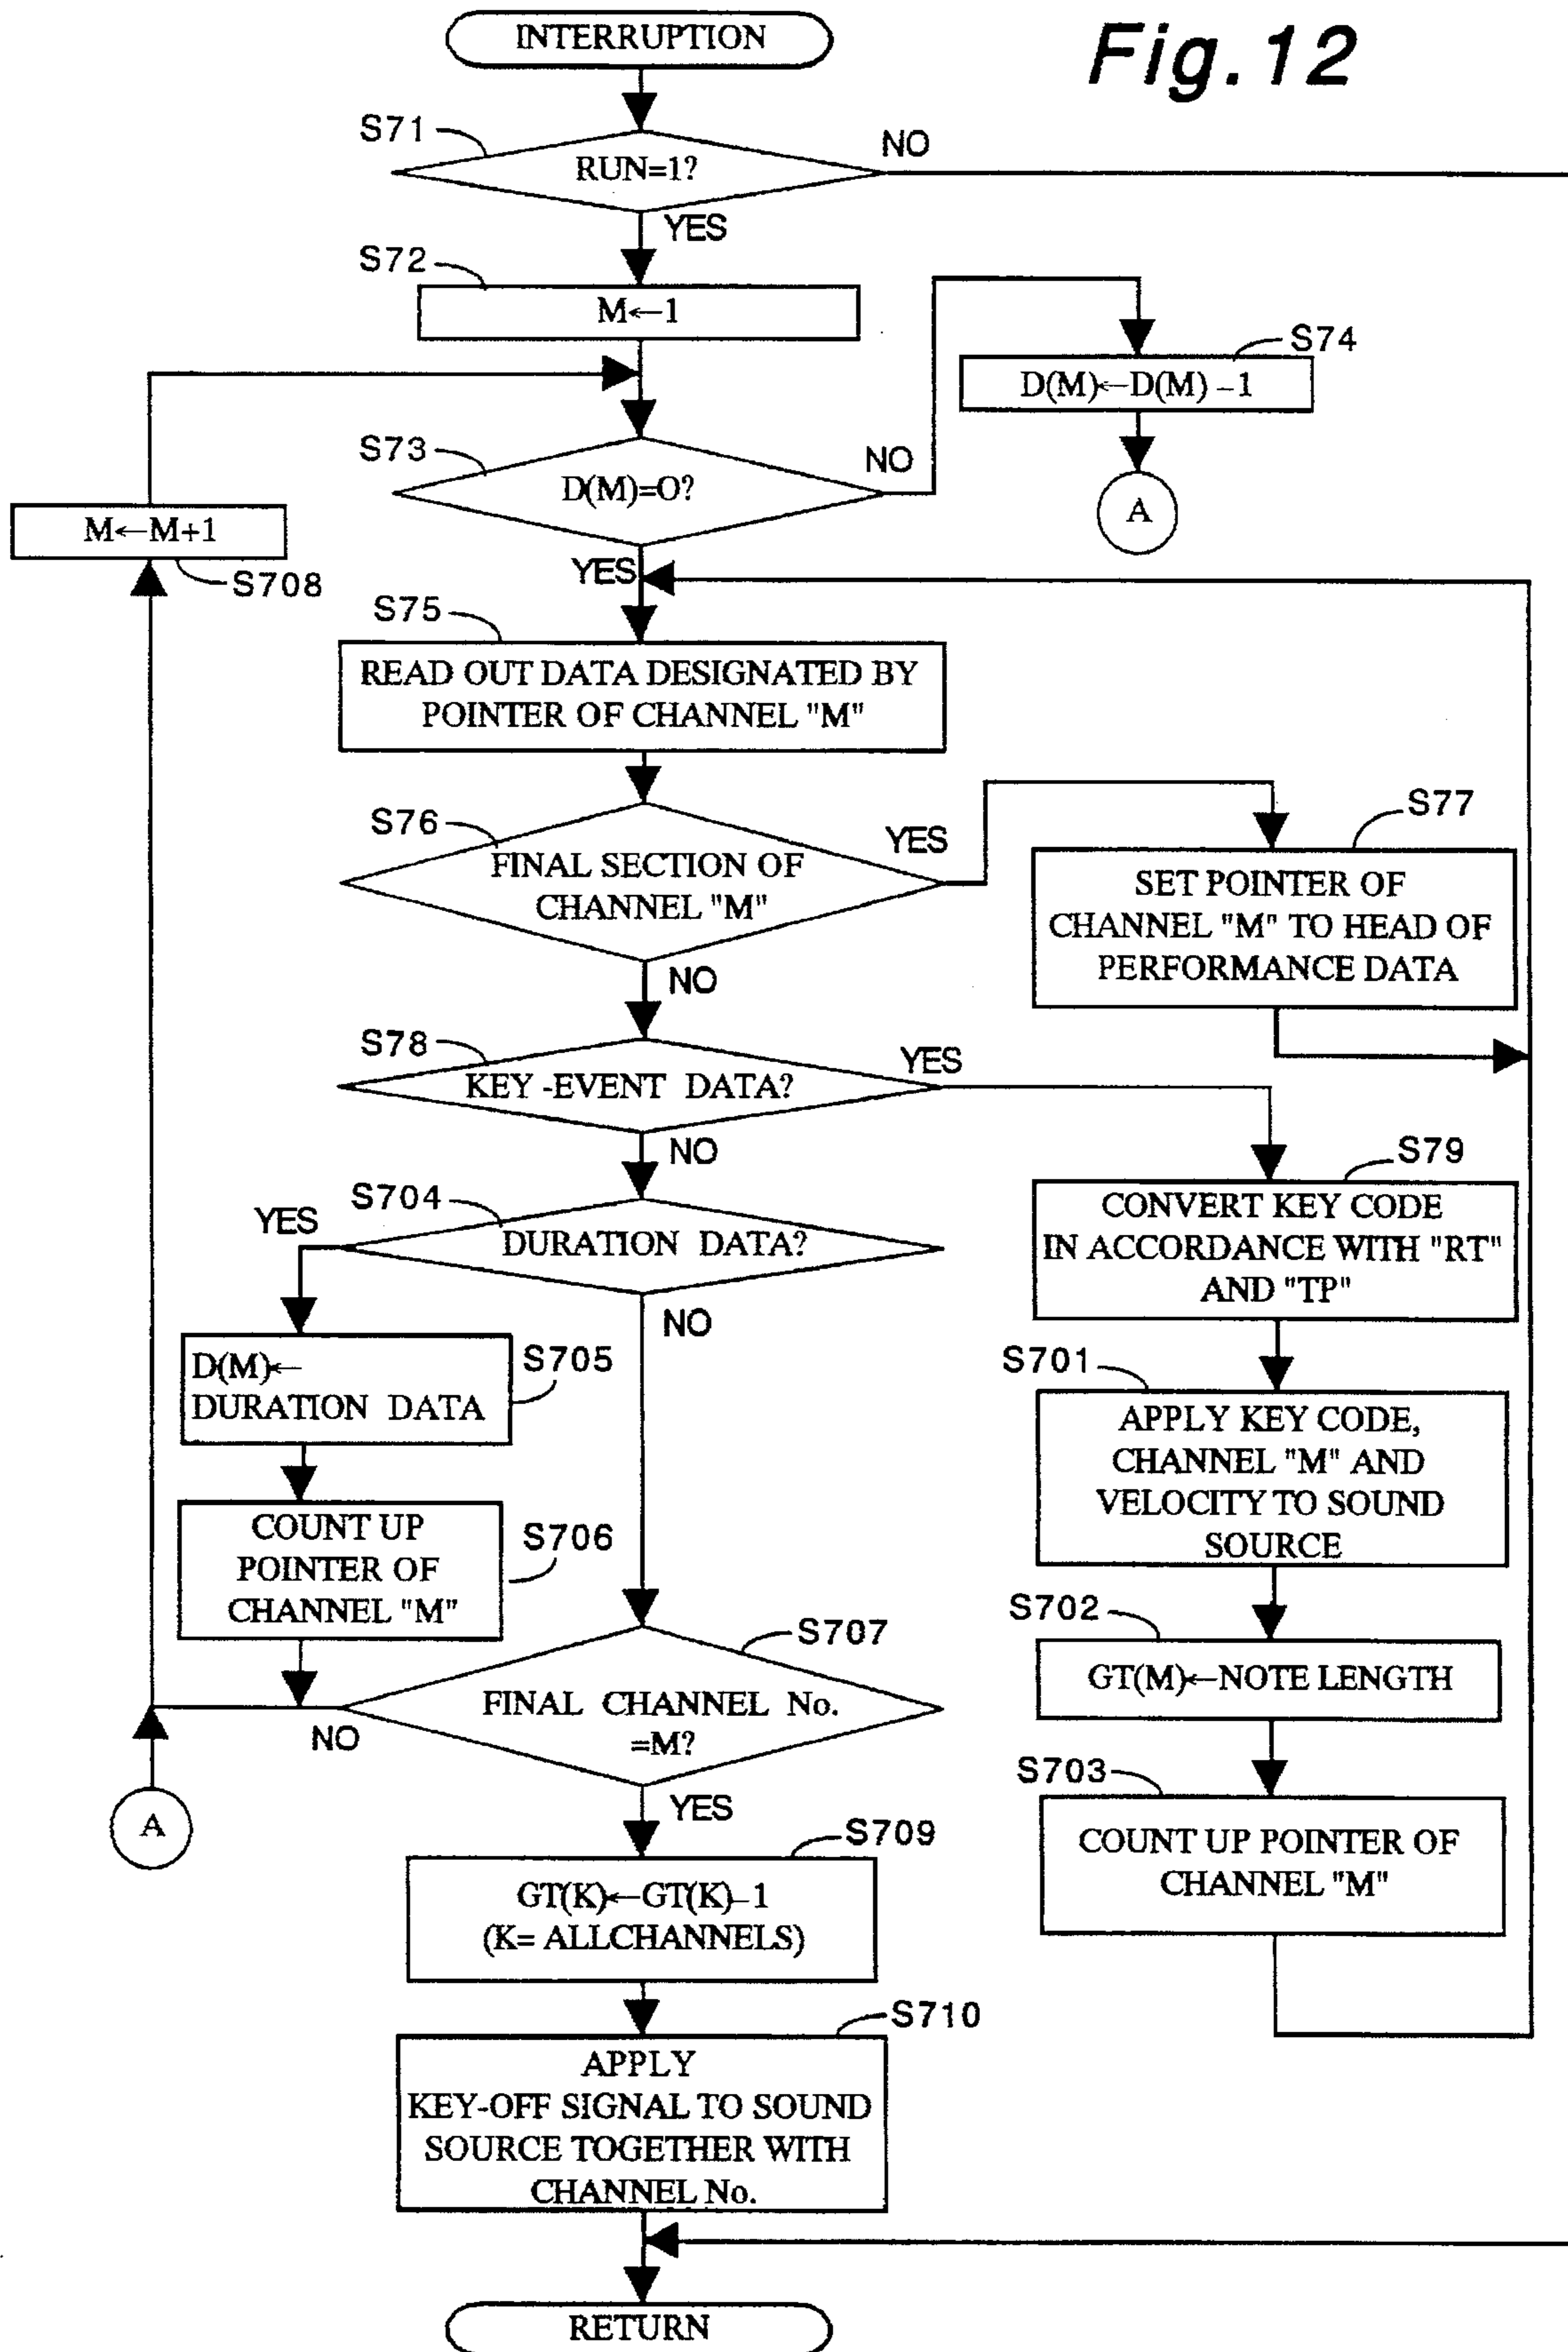 Fig.12
INTERRUPTION
S71
RUN=1?
NO
YES
S72
M←1
S74
D(M)←D(M) –1
A
S73
D(M)=O?
NO
YES
M←M+1
S708
S75
READ OUT DATA DESIGNATED BY
POINTER OF CHANNEL "M"
S76
FINAL SECTION OF
CHANNEL "M"
YES
NO
S77
SET POINTER OF
CHANNEL "M" TO HEAD OF
PERFORMANCE DATA
S78
KEY -EVENT DATA?
YES
NO
S79
CONVERT KEY CODE
IN ACCORDANCE WITH "RT"
AND "TP"
S704
DURATION DATA?
YES
NO
S705
D(M)←
DURATION DATA
S701
APPLY KEY CODE,
CHANNEL "M" AND
VELOCITY TO SOUND
SOURCE
S706
COUNT UP
POINTER OF
CHANNEL "M"
S702
GT(M)←NOTE LENGTH
S707
FINAL CHANNEL No.
=M?
NO
YES
A
S703
COUNT UP POINTER OF
CHANNEL "M"
S709
GT(K)←GT(K)–1
(K= ALLCHANNELS)
S710
APPLY
KEY-OFF SIGNAL TO SOUND
SOURCE TOGETHER WITH
CHANNEL No.
RETURN